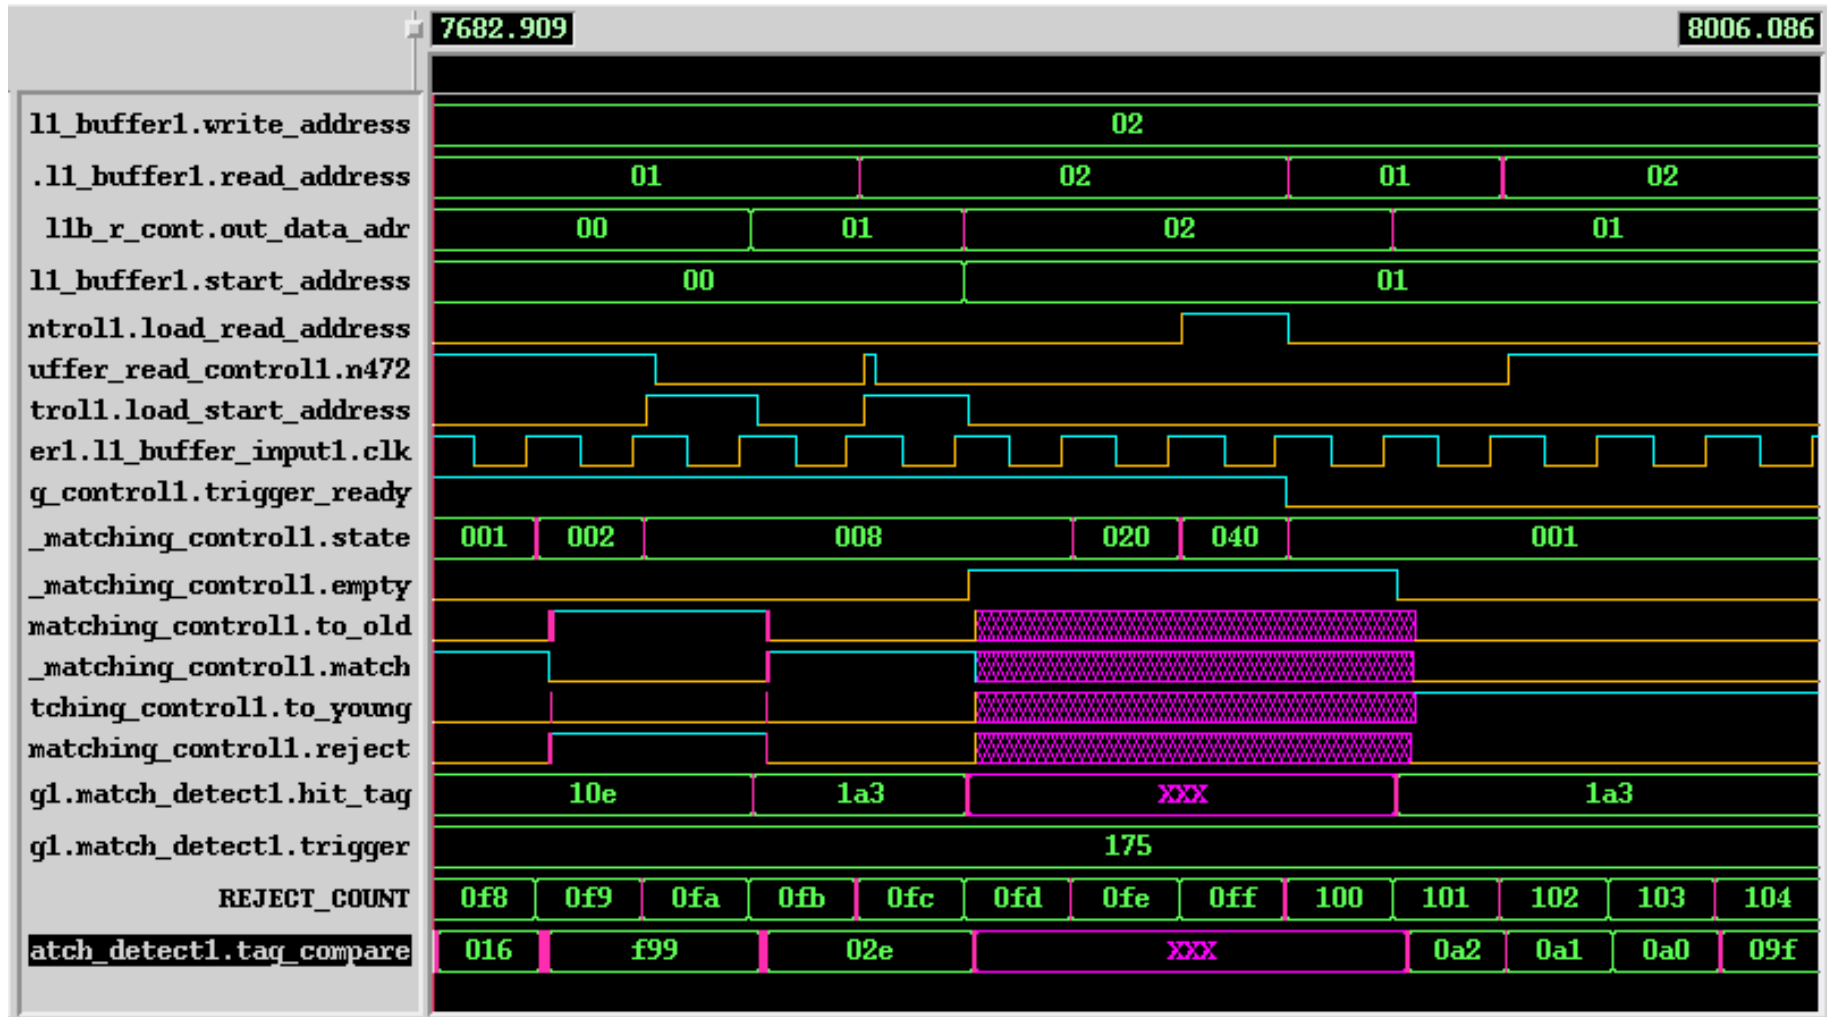 7682.909 8006.086
l1_buffer1.write_address 02
.l1_buffer1.read_address 01 02 01 02
l1b_r_cont.out_data_adr 00 01 02 01
l1_buffer1.start_address 00 01
ntrol1.load_read_address
uffer_read_control1.n472
trol1.load_start_address
er1.l1_buffer_input1.clk
g_control1.trigger_ready
_matching_control1.state 001 002 008 020 040 001
_matching_control1.empty
matching_control1.to_old
_matching_control1.match
tching_control1.to_young
matching_control1.reject
g1.match_detect1.hit_tag 10e 1a3 XXX 1a3
g1.match_detect1.trigger 175
REJECT_COUNT 0f8 0f9 0fa 0fb 0fc 0fd 0fe 0ff 100 101 102 103 104
atch_detect1.tag_compare 016 f99 02e XXX 0a2 0a1 0a0 09f